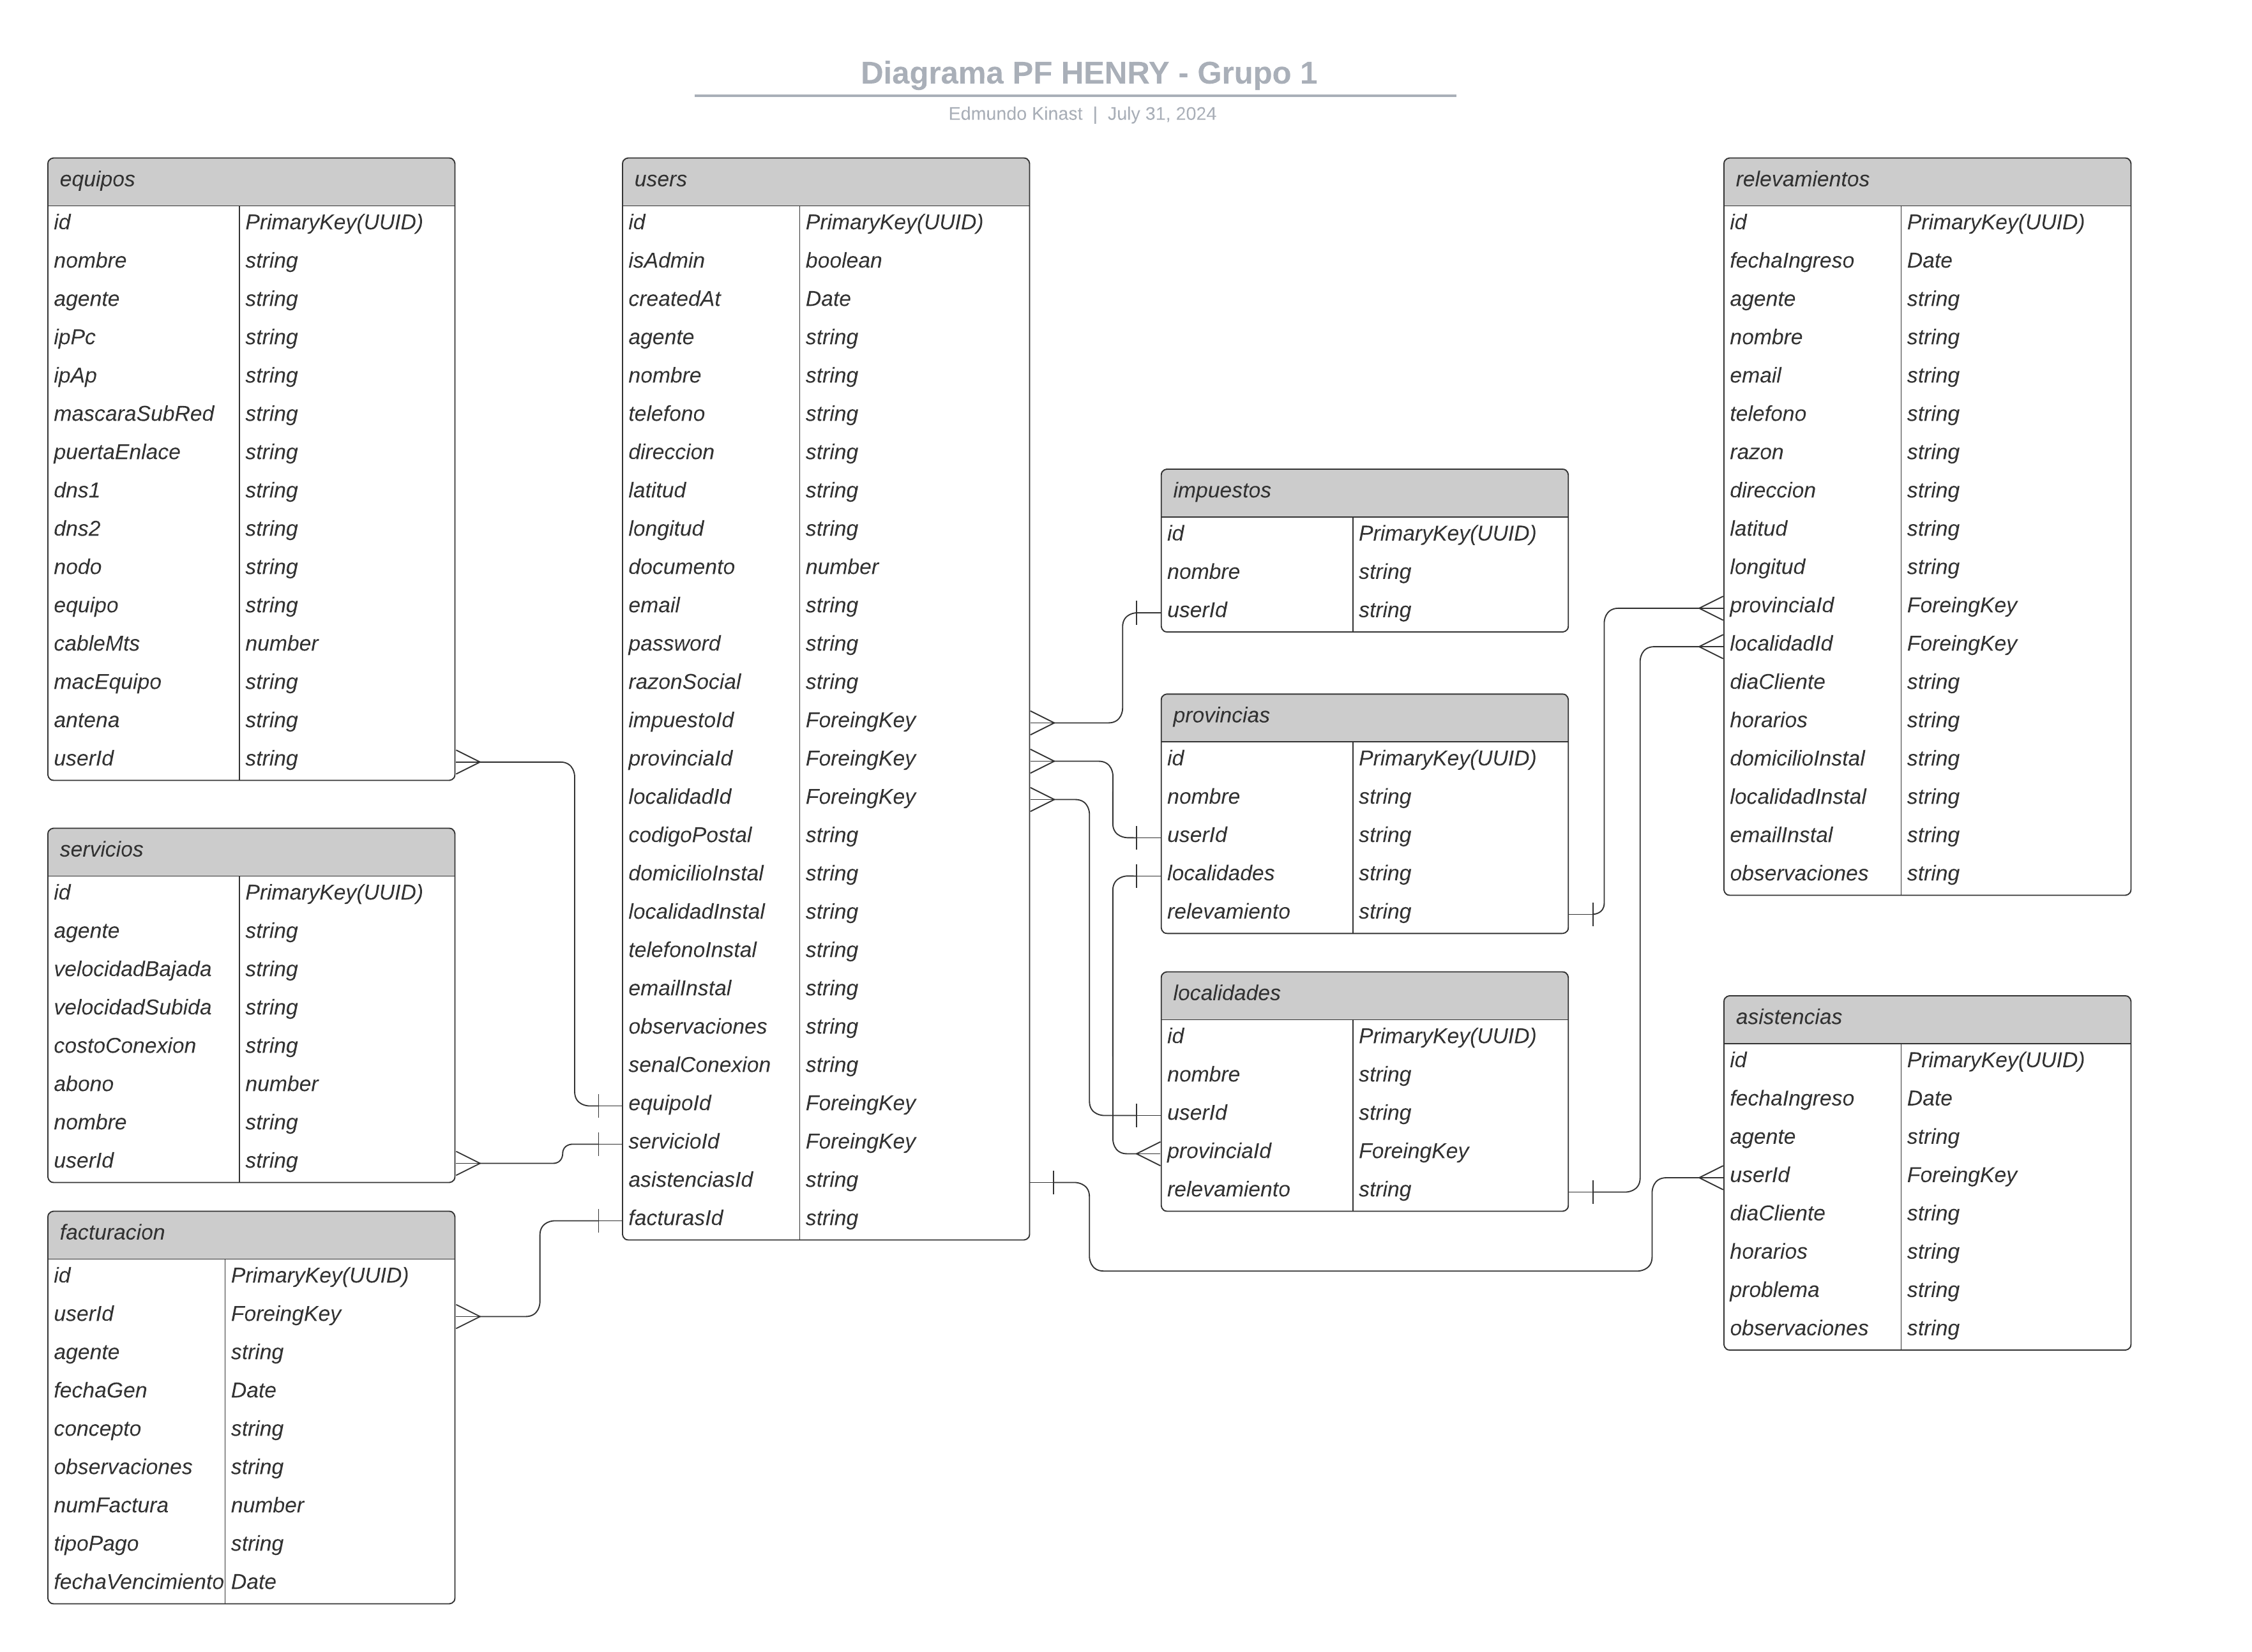 Diagrama PF HENRY - Grupo 1
Edmundo Kinast | July 31, 2024
equipos
id PrimaryKey(UUID)
nombre string
agente string
ipPc string
ipAp string
mascaraSubRed string
puertaEnlace string
dns1 string
dns2 string
nodo string
equipo string
cableMts number
macEquipo string
antena string
userId string
servicios
id PrimaryKey(UUID)
agente string
velocidadBajada string
velocidadSubida string
costoConexion string
abono number
nombre string
userId string
facturacion
id PrimaryKey(UUID)
userId ForeingKey
agente string
fechaGen Date
concepto string
observaciones string
numFactura number
tipoPago string
fechaVencimiento Date
users
id PrimaryKey(UUID)
isAdmin boolean
createdAt Date
agente string
nombre string
telefono string
direccion string
latitud string
longitud string
documento number
email string
password string
razonSocial string
impuestoId ForeingKey
provinciaId ForeingKey
localidadId ForeingKey
codigoPostal string
domicilioInstal string
localidadInstal string
telefonoInstal string
emailInstal string
observaciones string
senalConexion string
equipoId ForeingKey
servicioId ForeingKey
asistenciasId string
facturasId string
impuestos
id PrimaryKey(UUID)
nombre string
userId string
provincias
id PrimaryKey(UUID)
nombre string
userId string
localidades string
relevamiento string
localidades
id PrimaryKey(UUID)
nombre string
userId string
provinciaId ForeingKey
relevamiento string
relevamientos
id PrimaryKey(UUID)
fechaIngreso Date
agente string
nombre string
email string
telefono string
razon string
direccion string
latitud string
longitud string
provinciaId ForeingKey
localidadId ForeingKey
diaCliente string
horarios string
domicilioInstal string
localidadInstal string
emailInstal string
observaciones string
asistencias
id PrimaryKey(UUID)
fechaIngreso Date
agente string
userId ForeingKey
diaCliente string
horarios string
problema string
observaciones string